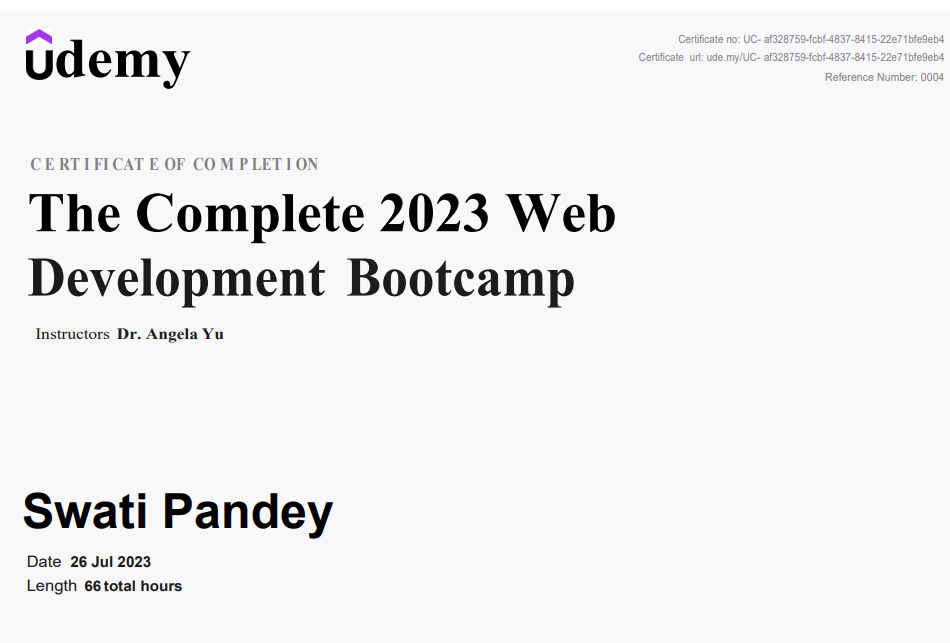 udemy
Certificate no: UC- af328759-fcbf-4837-8415-22e71bfe9eb4
Certificate url: ude.my/UC- af328759-fcbf-4837-8415-22e71bfe9eb4
Reference Number: 0004
CERTIFICATE OF COMPLETION
The Complete 2023 Web
Development Bootcamp
Instructors Dr. Angela Yu
Swati Pandey
Date 26 Jul 2023
Length 66 total hours